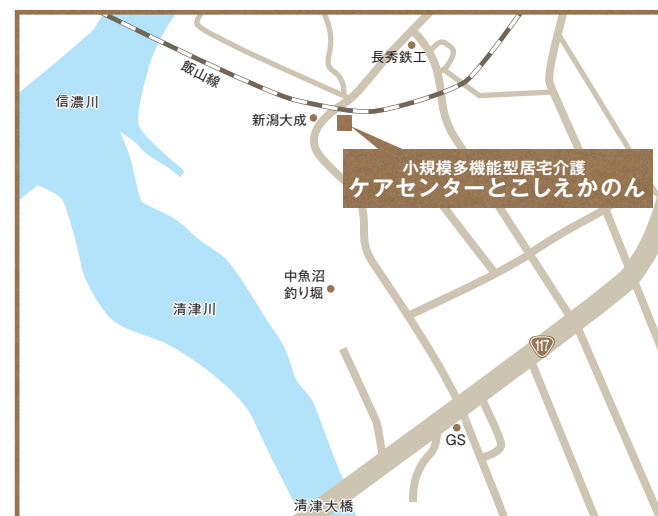 長秀鉄工
飯山線
信濃川
新潟大成
小規模多機能型居宅介護
ケアセンターとこしえかのん
中魚沼
釣り堀
清津川
117
GS
清津大橋